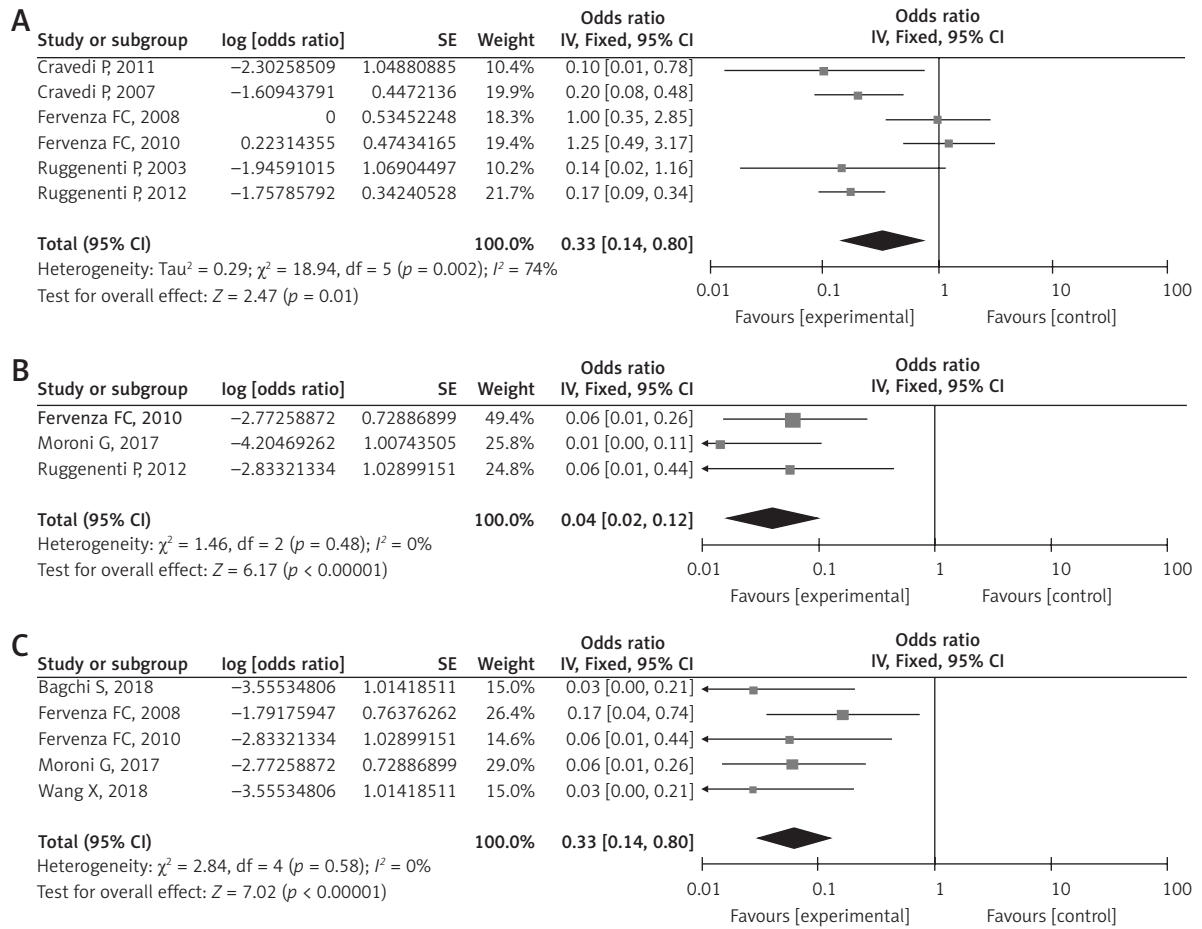 A
Odds ratio Odds ratio
Study or subgroup log [odds ratio] SE Weight IV, Fixed, 95% CI IV, Fixed, 95% CI
Cravedi P, 2011 −2.30258509 1.04880885 10.4% 0.10 [0.01, 0.78]
Cravedi P, 2007 −1.60943791 0.4472136 19.9% 0.20 [0.08, 0.48]
Fervenza FC, 2008 0 0.53452248 18.3% 1.00 [0.35, 2.85]
Fervenza FC, 2010 0.22314355 0.47434165 19.4% 1.25 [0.49, 3.17]
Ruggenenti P, 2003 −1.94591015 1.06904497 10.2% 0.14 [0.02, 1.16]
Ruggenenti P, 2012 −1.75785792 0.34240528 21.7% 0.17 [0.09, 0.34]
Total (95% CI) 100.0% 0.33 [0.14, 0.80]
Heterogeneity: Tau² = 0.29; χ² = 18.94, df = 5 (p = 0.002); I² = 74%
Test for overall effect: Z = 2.47 (p = 0.01)
0.01 0.1 1 10 100
Favours [experimental] Favours [control]
B
Odds ratio Odds ratio
Study or subgroup log [odds ratio] SE Weight IV, Fixed, 95% CI IV, Fixed, 95% CI
Fervenza FC, 2010 −2.77258872 0.72886899 49.4% 0.06 [0.01, 0.26]
Moroni G, 2017 −4.20469262 1.00743505 25.8% 0.01 [0.00, 0.11]
Ruggenenti P, 2012 −2.83321334 1.02899151 24.8% 0.06 [0.01, 0.44]
Total (95% CI) 100.0% 0.04 [0.02, 0.12]
Heterogeneity: χ² = 1.46, df = 2 (p = 0.48); I² = 0%
Test for overall effect: Z = 6.17 (p < 0.00001)
0.01 0.1 1 10 100
Favours [experimental] Favours [control]
C
Odds ratio Odds ratio
Study or subgroup log [odds ratio] SE Weight IV, Fixed, 95% CI IV, Fixed, 95% CI
Bagchi S, 2018 −3.55534806 1.01418511 15.0% 0.03 [0.00, 0.21]
Fervenza FC, 2008 −1.79175947 0.76376262 26.4% 0.17 [0.04, 0.74]
Fervenza FC, 2010 −2.83321334 1.02899151 14.6% 0.06 [0.01, 0.44]
Moroni G, 2017 −2.77258872 0.72886899 29.0% 0.06 [0.01, 0.26]
Wang X, 2018 −3.55534806 1.01418511 15.0% 0.03 [0.00, 0.21]
Total (95% CI) 100.0% 0.33 [0.14, 0.80]
Heterogeneity: χ² = 2.84, df = 4 (p = 0.58); I² = 0%
Test for overall effect: Z = 7.02 (p < 0.00001)
0.01 0.1 1 10 100
Favours [experimental] Favours [control]